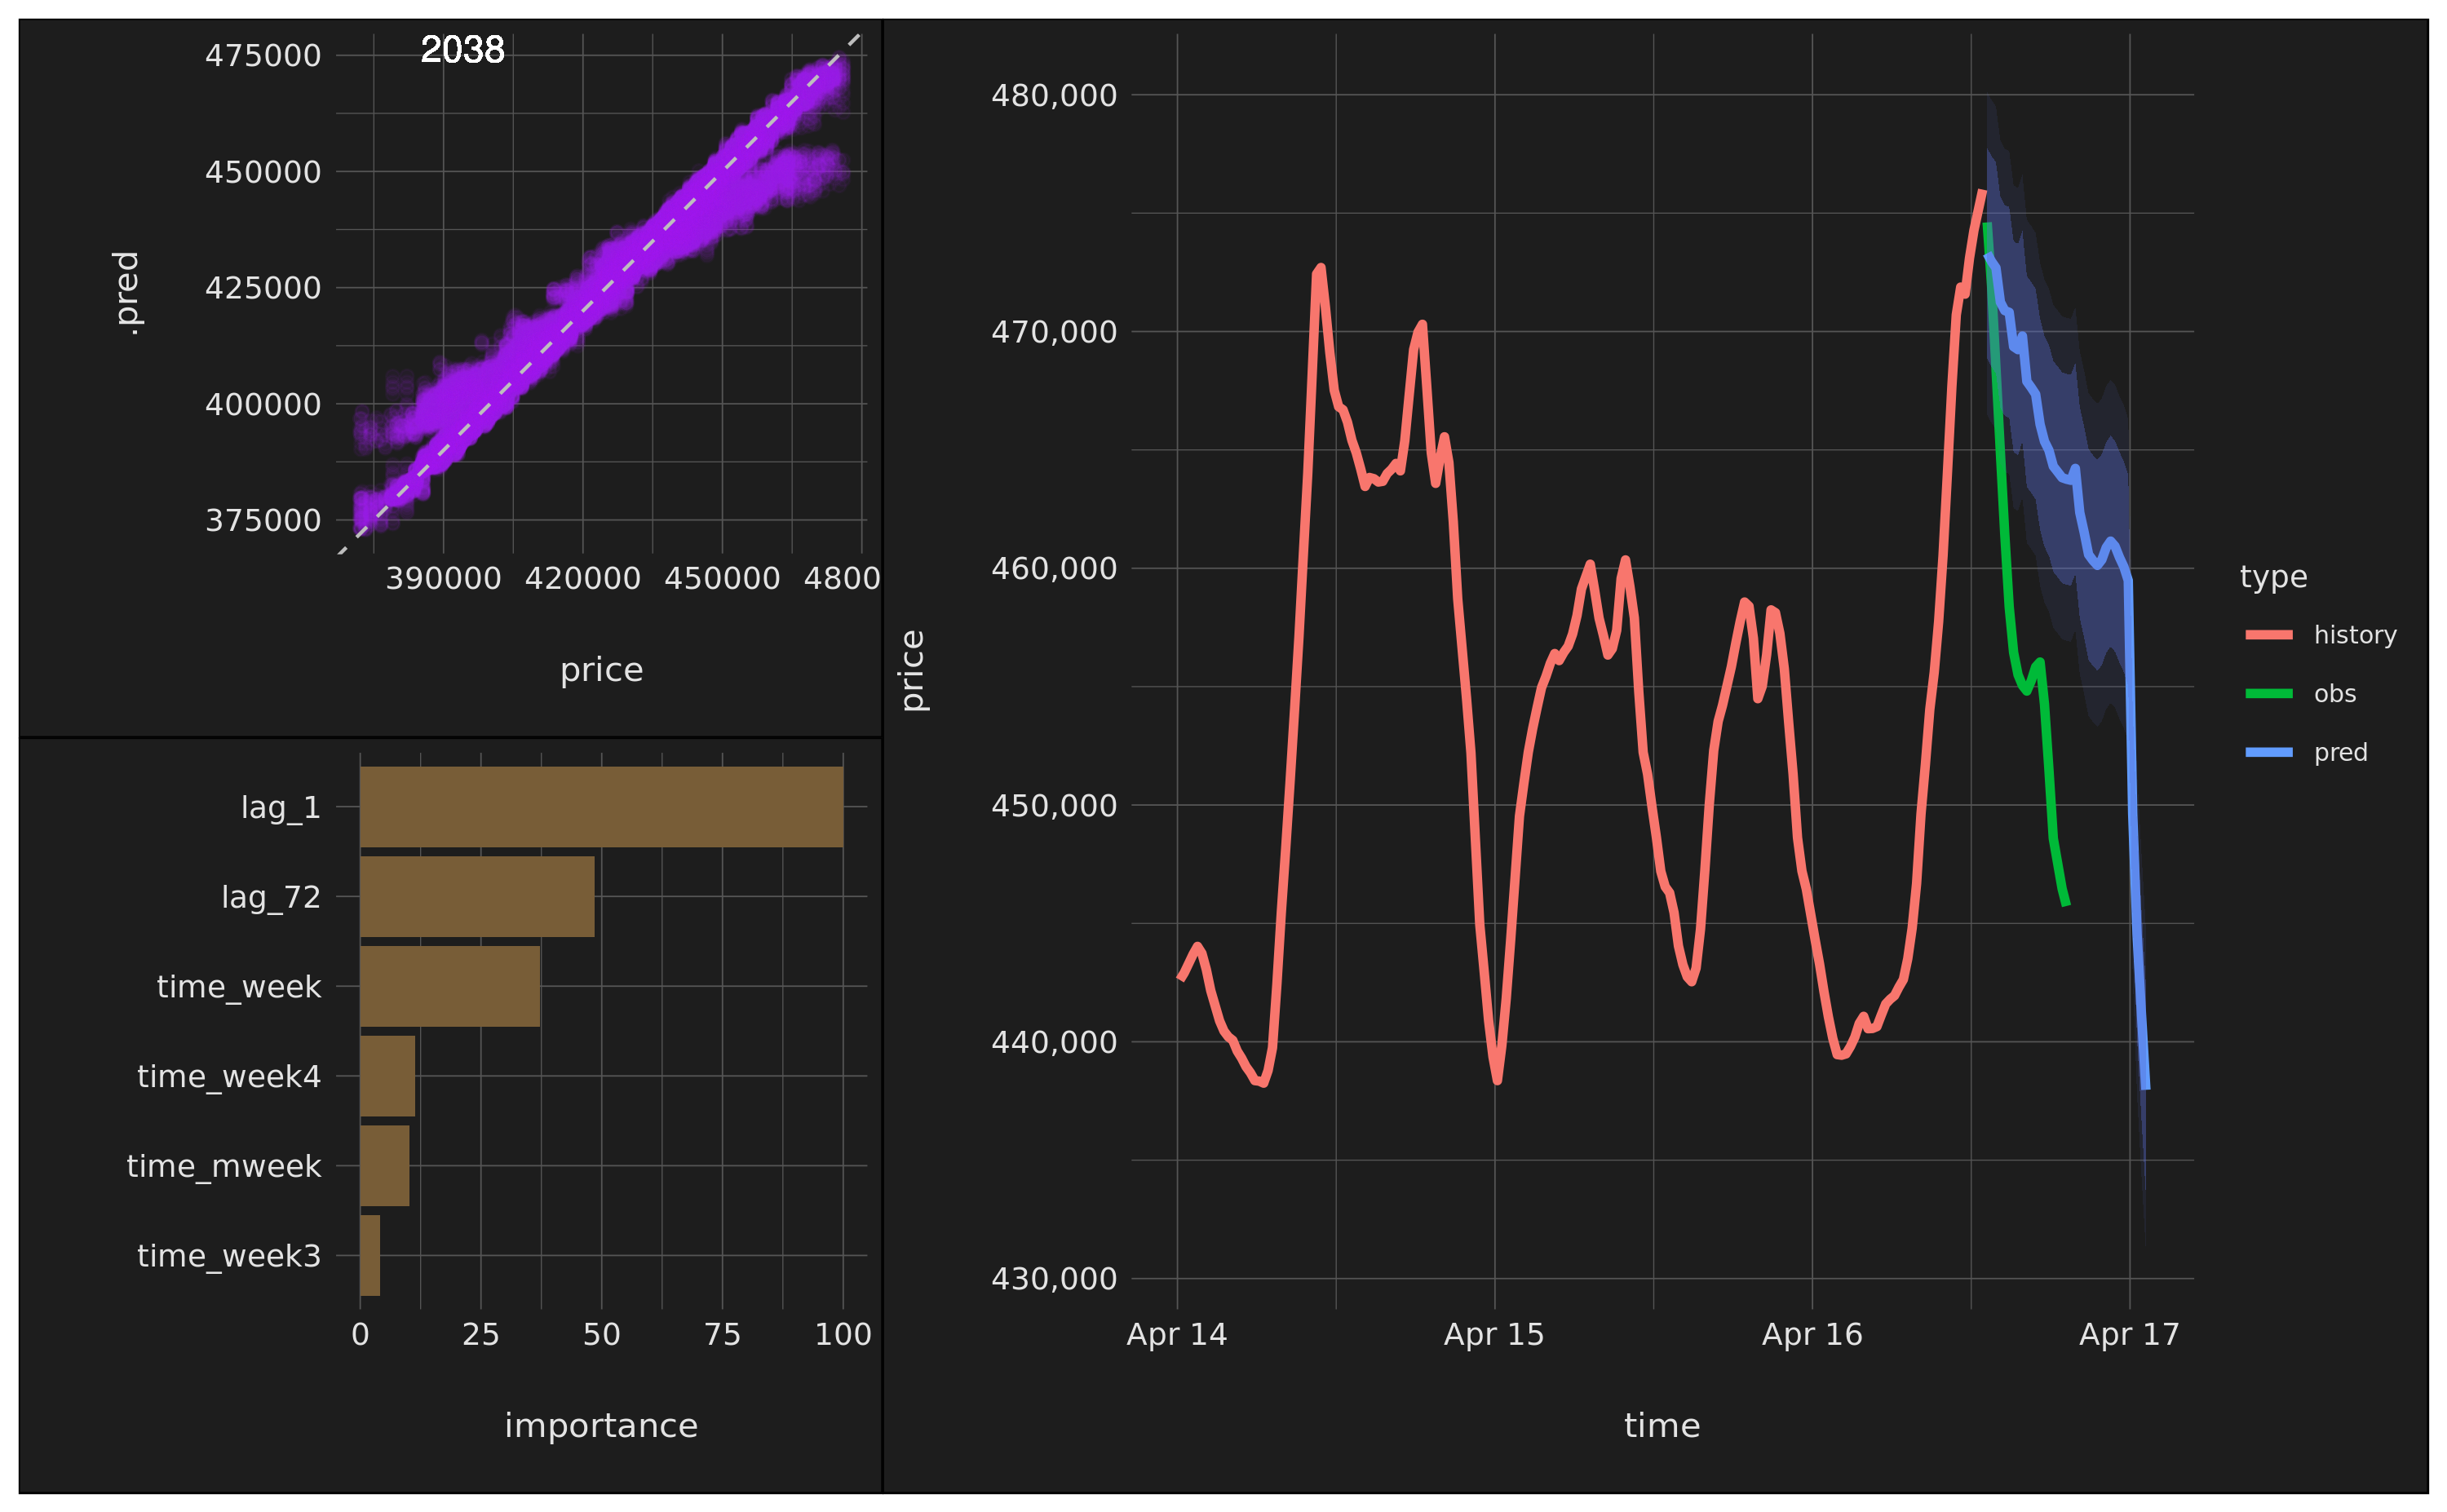 2038
475000
450000
425000
400000
375000
.pred
390000 420000 450000 4800
price
lag_1
lag_72
time_week
time_week4
time_mweek
time_week3
0 25 50 75 100
importance
480,000
470,000
460,000
450,000
440,000
430,000
price
Apr 14 Apr 15 Apr 16 Apr 17
time
type
history
obs
pred